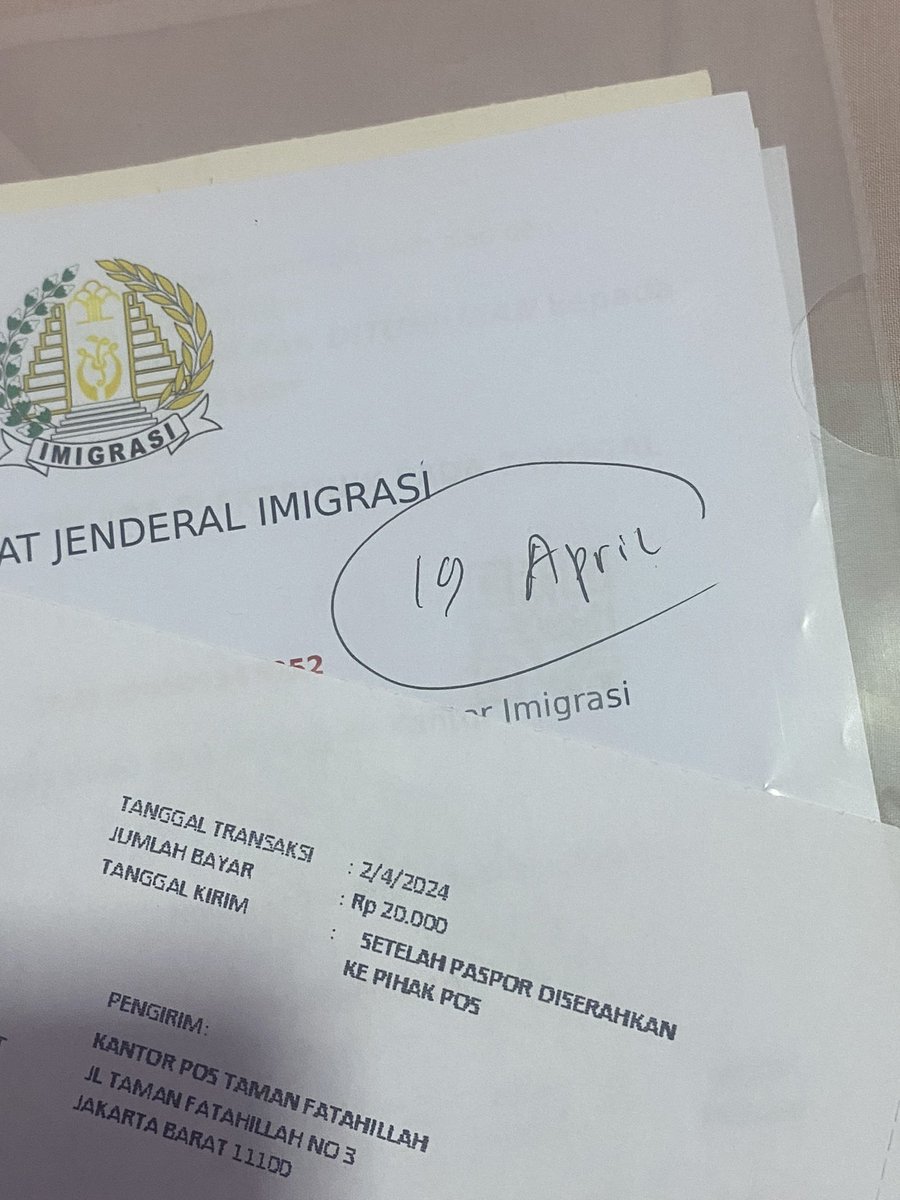 IMIGRASI
AT JENDERAL IMIGRASI
19 April
52
Imigrasi
TANGGAL TRANSAKSI : 2/4/2024
JUMLAH BAYAR : Rp 20.000
TANGGAL KIRIM : SETELAH PASPOR DISERAHKAN
KE PIHAK POS
PENGIRIM:
KANTOR POS TAMAN FATAHILLAH
JL TAMAN FATAHILLAH NO 3
JAKARTA BARAT 11100